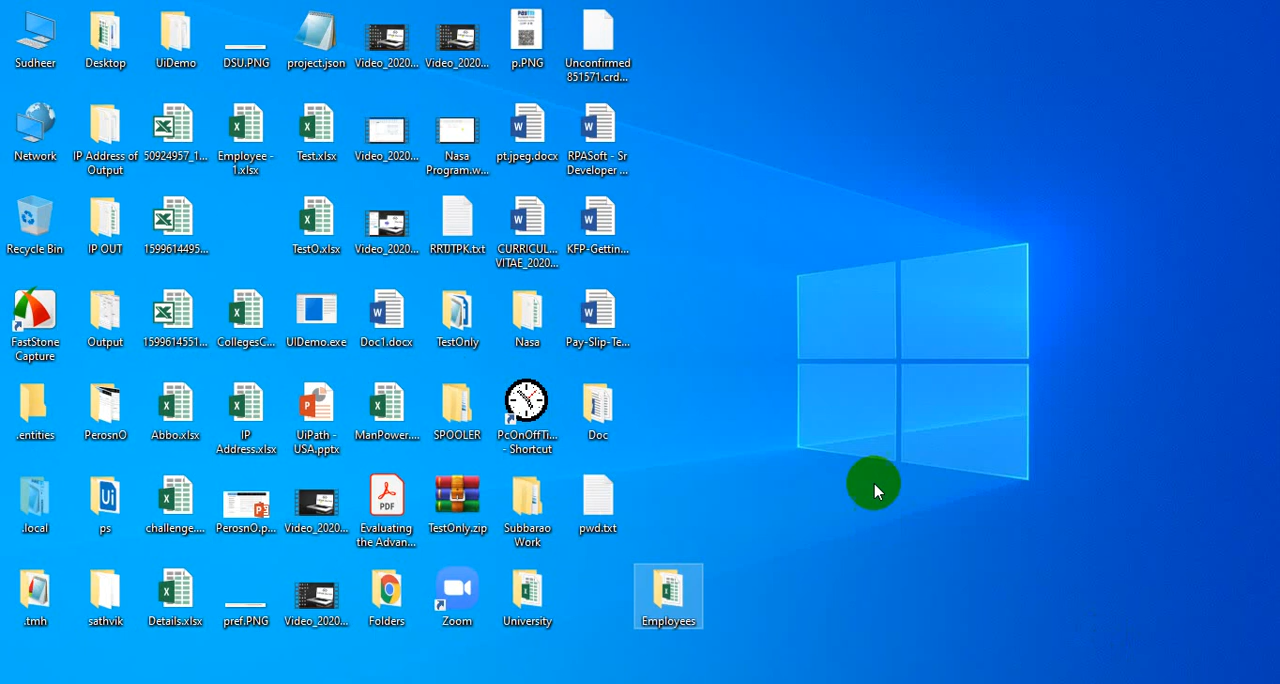 Sudheer
Desktop
UiDemo
DSU.PNG
project.json
Video_2020...
Video_2020...
p.PNG
Unconfirmed
851571.crd...
Network
IP Address of
Output
50924957_1...
Employee -
1.xlsx
Test.xlsx
Video_2020...
Nasa
Program.w...
pt.jpeg.docx
RPASoft - Sr
Developer ...
Recycle Bin
IP OUT
1599614495...
TestO.xlsx
Video_2020...
CURRICUL...
VITAE_2020...
KFP-Gettin...
FastStone
Capture
Output
1599614551...
CollegesC...
UIDemo.exe
Doc1.docx
TestOnly
Nasa
Pay-Slip-Te...
.entities
PerosnO
Abbo.xlsx
IP
Address.xlsx
UiPath -
USA.pptx
ManPower....
SPOOLER
PcOnOffTi...
- Shortcut
Doc
.local
ps
challenge....
PerosnO.p...
Video_2020...
Evaluating
the Advan...
TestOnly.zip
Subbarao
Work
pwd.txt
.tmh
sathvik
Details.xlsx
pref.PNG
Video_2020...
Folders
Zoom
University
Employees